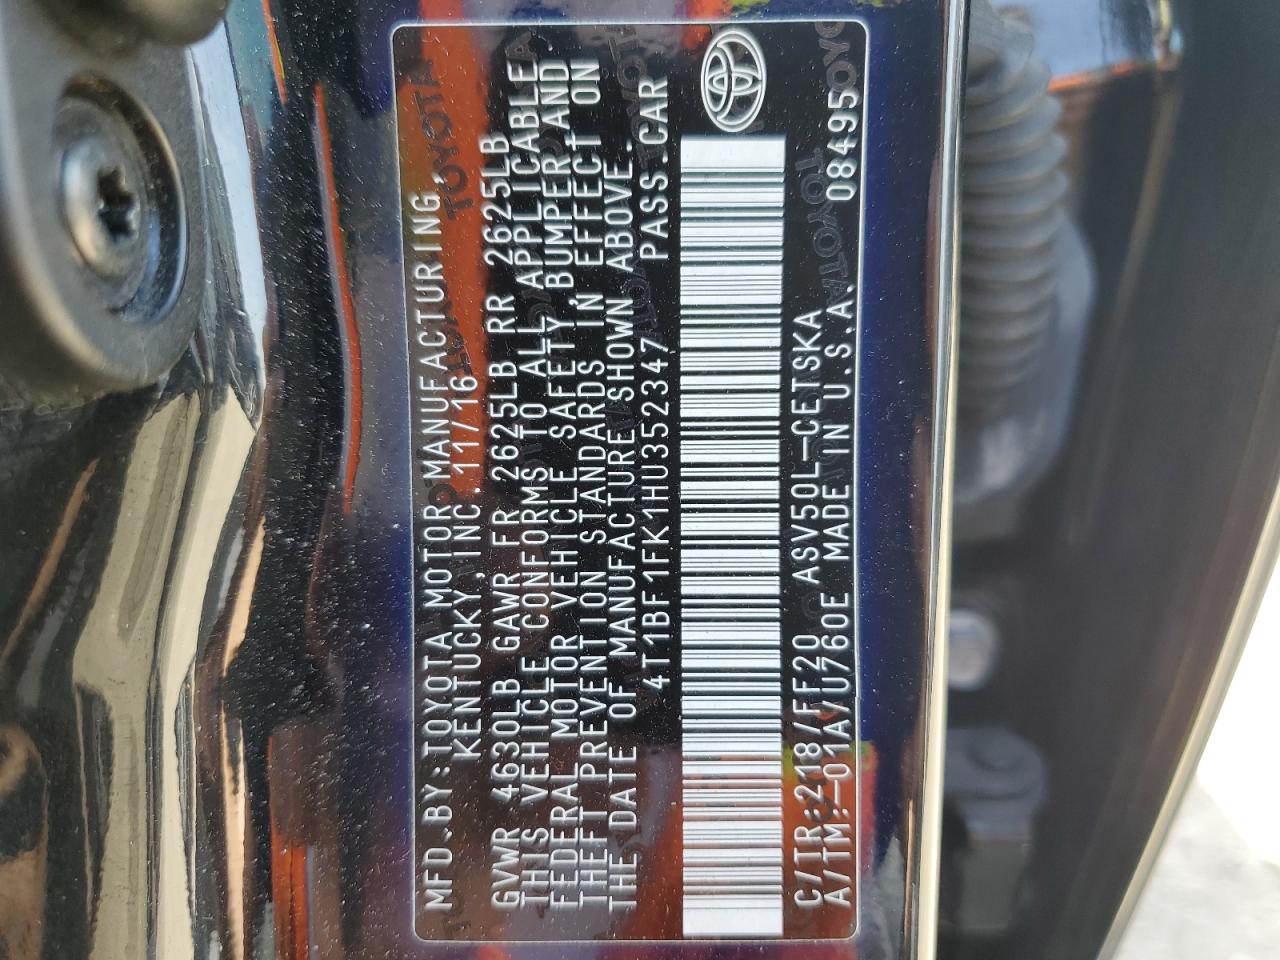 MFD.BY:TOYOTA MOTOR MANUFACTURING
KENTUCKY,INC. 11/16
GVWR 4630LB GAWR FR 2625LB RR 2625LB
THIS VEHICLE CONFORMS TO ALL APPLICABLE
FEDERAL MOTOR VEHICLE SAFETY,BUMPER,AND
THEFT PREVENTION STANDARDS IN EFFECT ON
THE DATE OF MANUFACTURE SHOWN ABOVE.
4T1BF1FK1HU352347 PASS.CAR
C/TR:218/FF20 ASV50L-CETSKA
A/TM:-01A/U760E MADE IN U.S.A. 08495